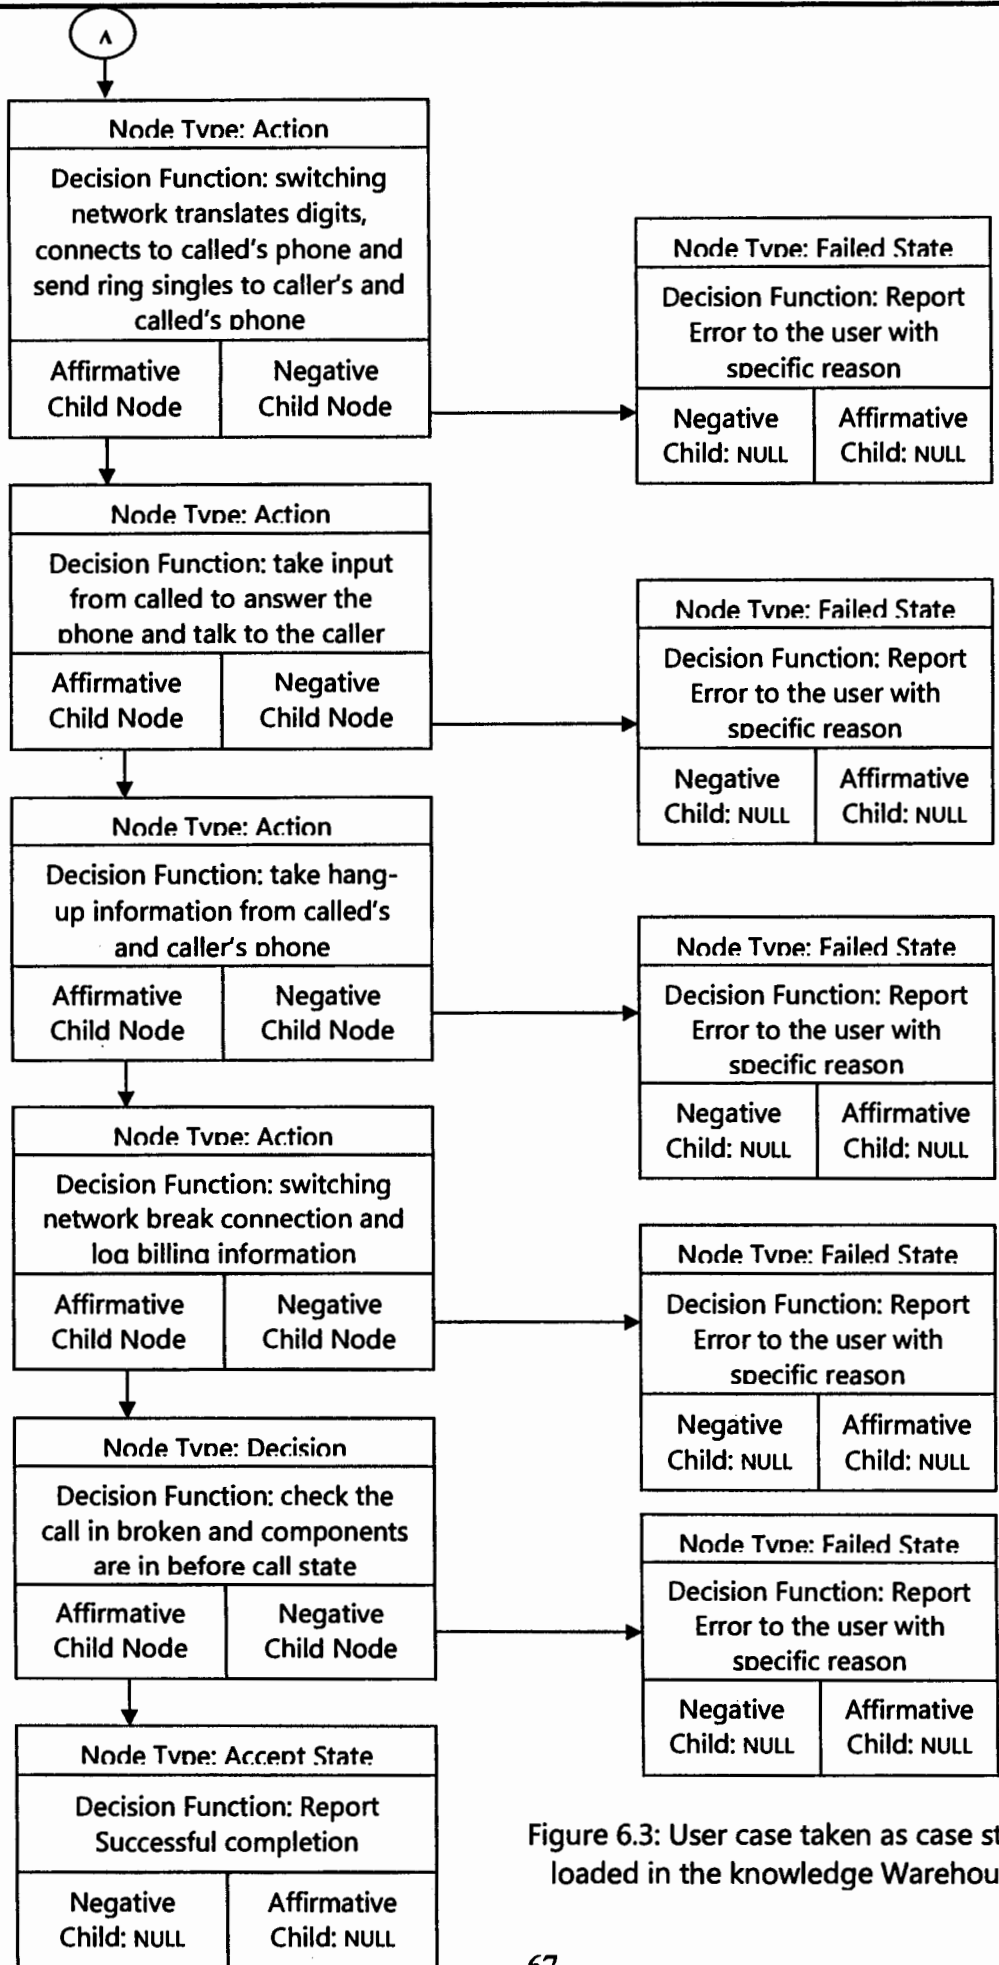 A
Node Type: Action
Decision Function: switching
network translates digits,
connects to called's phone and
send ring singles to caller's and
called's phone
Affirmative
Child Node
Negative
Child Node
Node Type: Failed State
Decision Function: Report
Error to the user with
specific reason
Negative
Child: NULL
Affirmative
Child: NULL
Node Type: Action
Decision Function: take input
from called to answer the
phone and talk to the caller
Affirmative
Child Node
Negative
Child Node
Node Type: Failed State
Decision Function: Report
Error to the user with
specific reason
Negative
Child: NULL
Affirmative
Child: NULL
Node Type: Action
Decision Function: take hang-
up information from called's
and caller's phone
Affirmative
Child Node
Negative
Child Node
Node Type: Failed State
Decision Function: Report
Error to the user with
specific reason
Negative
Child: NULL
Affirmative
Child: NULL
Node Type: Action
Decision Function: switching
network break connection and
log billing information
Affirmative
Child Node
Negative
Child Node
Node Type: Failed State
Decision Function: Report
Error to the user with
specific reason
Negative
Child: NULL
Affirmative
Child: NULL
Node Type: Decision
Decision Function: check the
call in broken and components
are in before call state
Affirmative
Child Node
Negative
Child Node
Node Type: Failed State
Decision Function: Report
Error to the user with
specific reason
Negative
Child: NULL
Affirmative
Child: NULL
Node Type: Accept State
Decision Function: Report
Successful completion
Negative
Child: NULL
Affirmative
Child: NULL
Figure 6.3: User case taken as case st
loaded in the knowledge Warehou
67